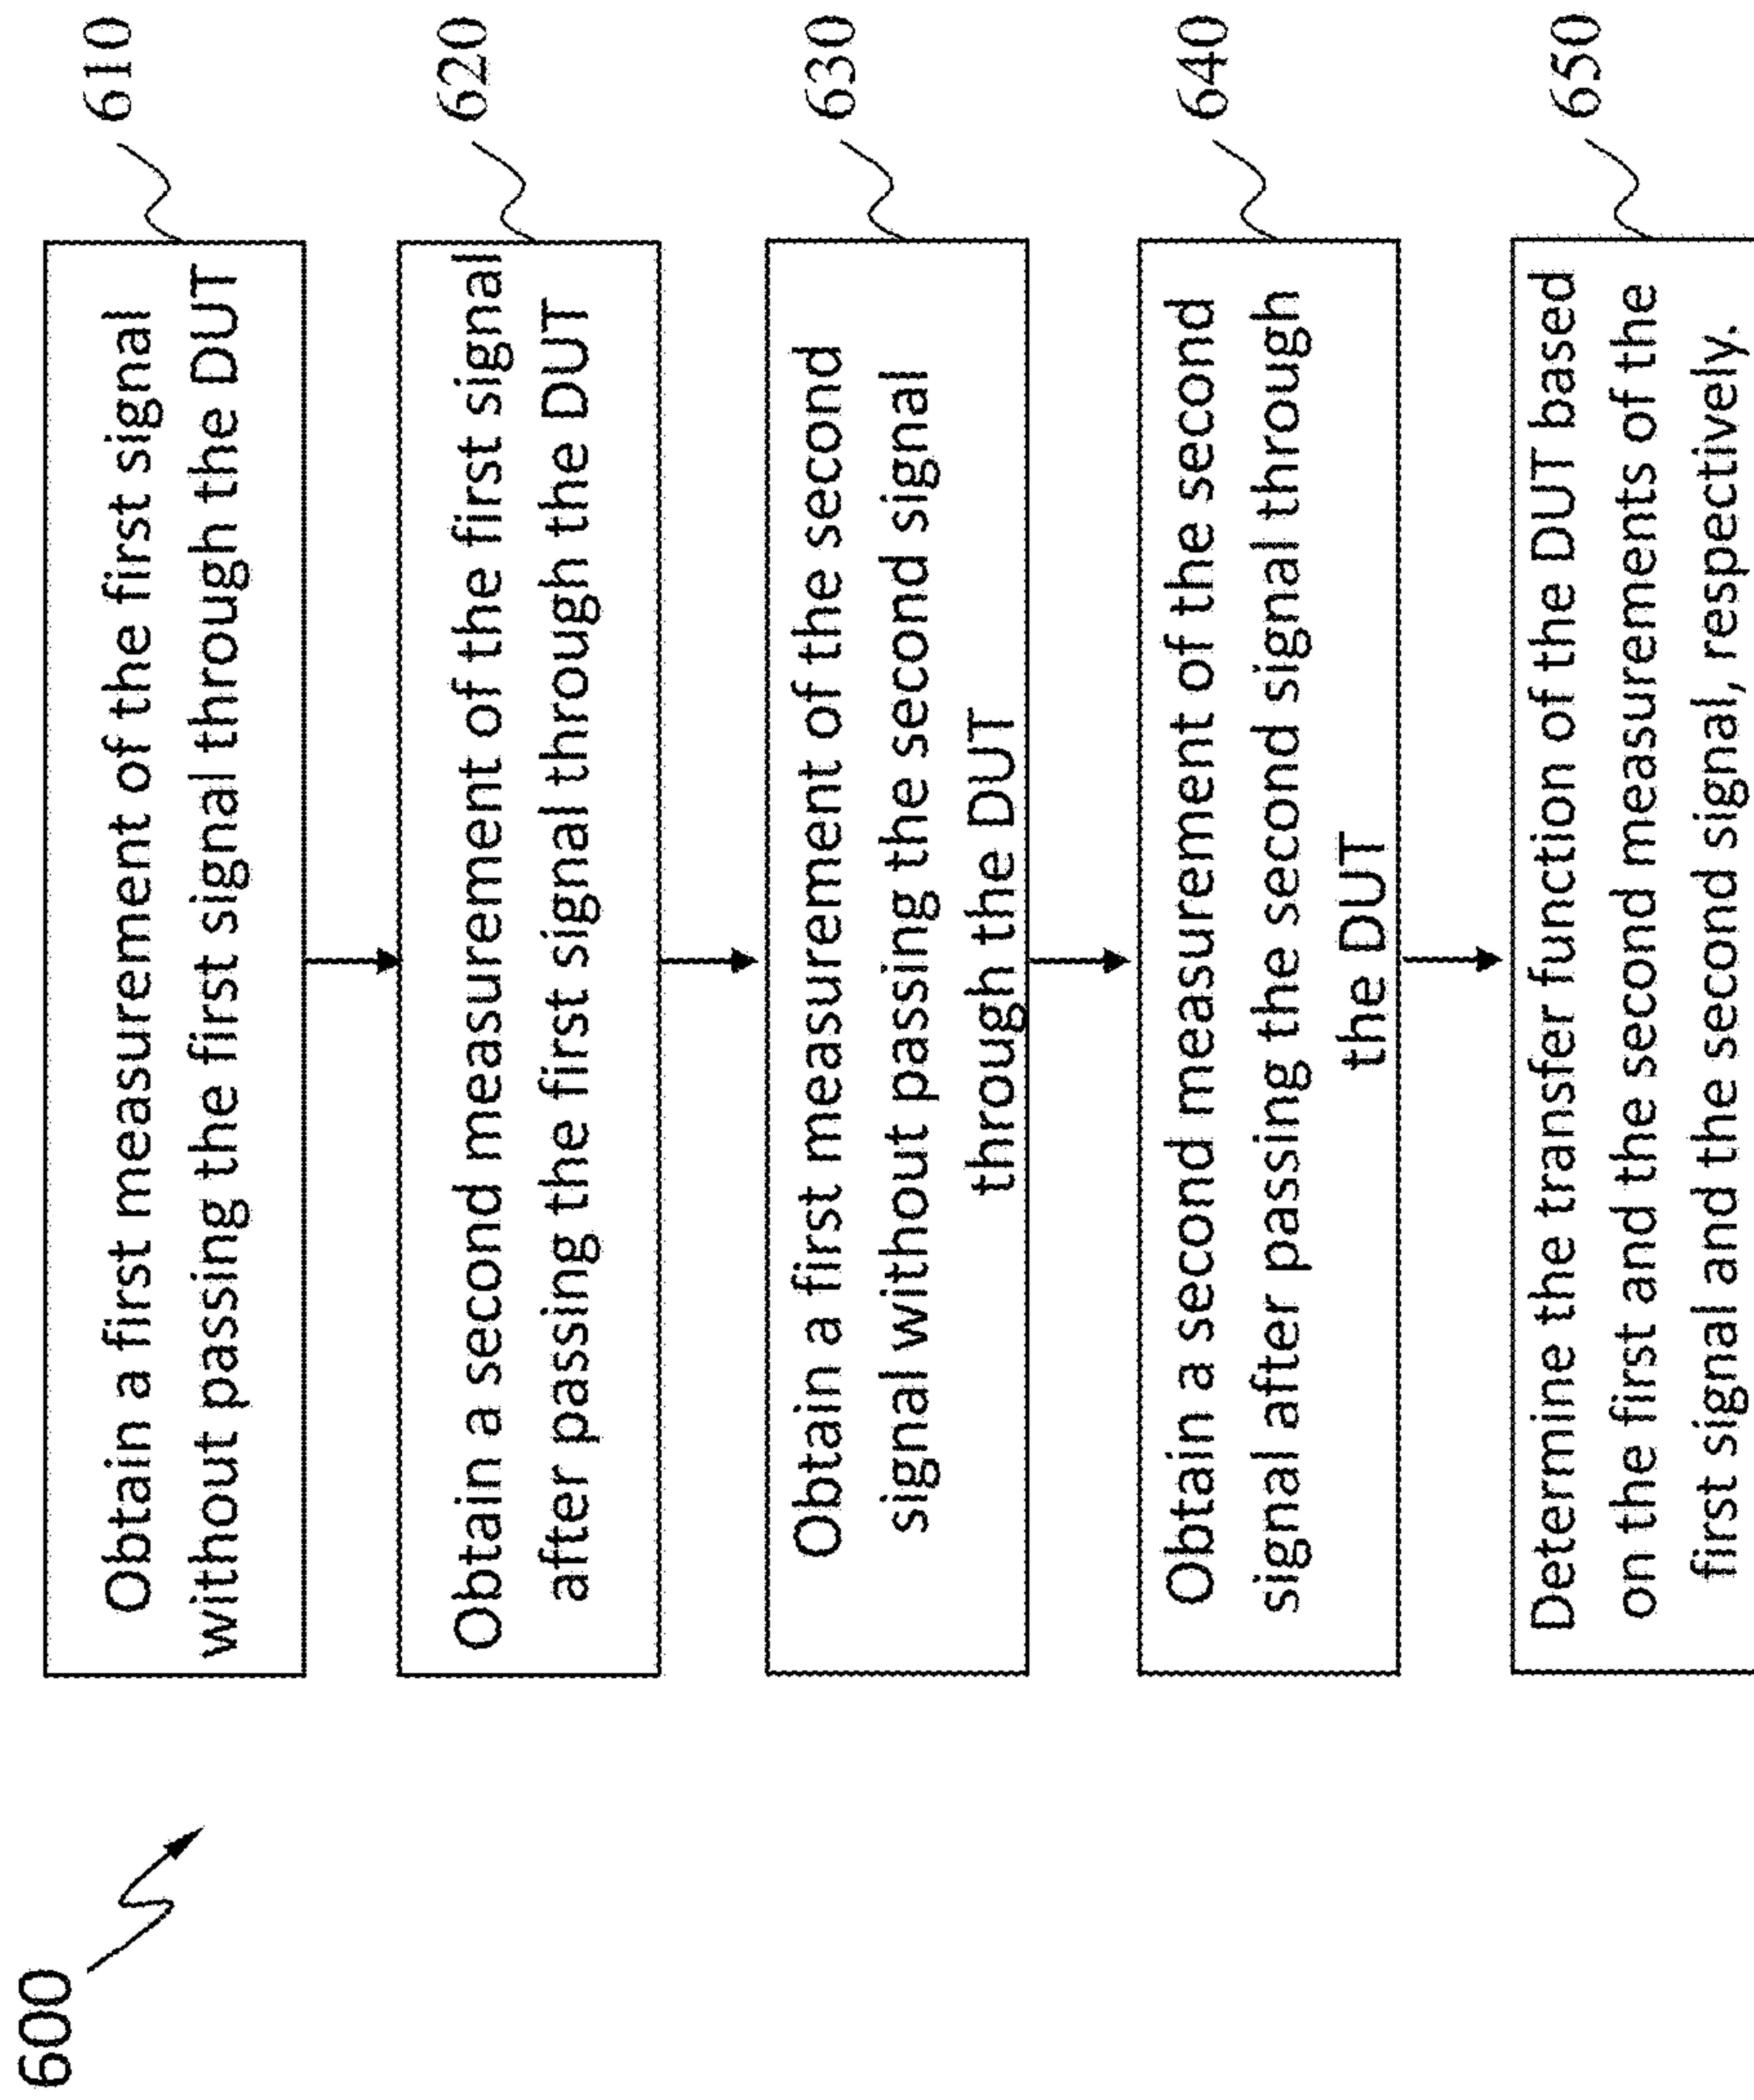 600
Obtain a first measurement of the first signal
without passing the first signal through the DUT
610
Obtain a second measurement of the first signal
after passing the first signal through the DUT
620
Obtain a first measurement of the second
signal without passing the second signal
through the DUT
630
Obtain a second measurement of the second
signal after passing the second signal through
the DUT
640
Determine the transfer function of the DUT based
on the first and the second measurements of the
first signal and the second signal, respectively.
650